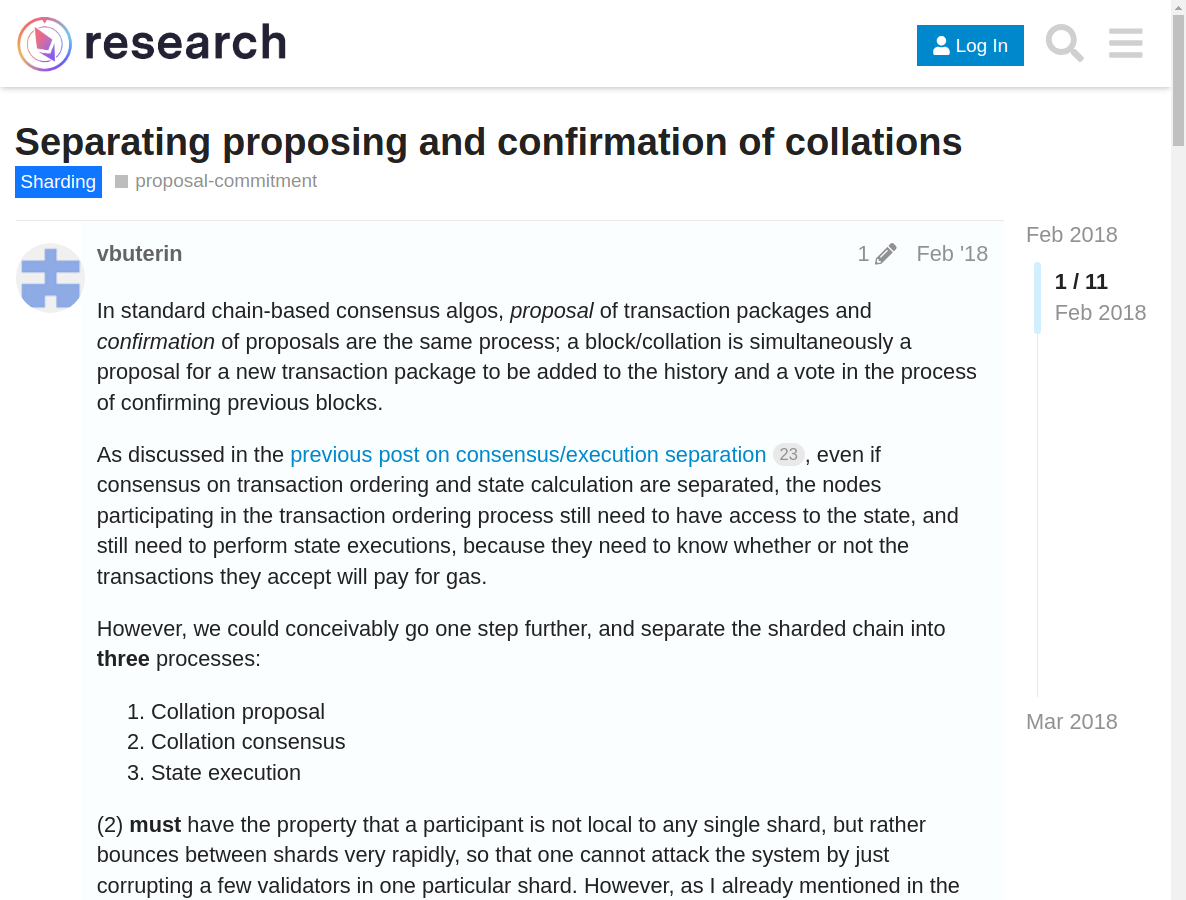 research
Log In
Separating proposing and confirmation of collations
Sharding proposal-commitment
vbuterin
1 Feb '18
In standard chain-based consensus algos, proposal of transaction packages and
confirmation of proposals are the same process; a block/collation is simultaneously a
proposal for a new transaction package to be added to the history and a vote in the process
of confirming previous blocks.
As discussed in the previous post on consensus/execution separation 23, even if
consensus on transaction ordering and state calculation are separated, the nodes
participating in the transaction ordering process still need to have access to the state, and
still need to perform state executions, because they need to know whether or not the
transactions they accept will pay for gas.
However, we could conceivably go one step further, and separate the sharded chain into
three processes:
1. Collation proposal
2. Collation consensus
3. State execution
(2) must have the property that a participant is not local to any single shard, but rather
bounces between shards very rapidly, so that one cannot attack the system by just
corrupting a few validators in one particular shard. However, as I already mentioned in the
Feb 2018
1 / 11
Feb 2018
Mar 2018